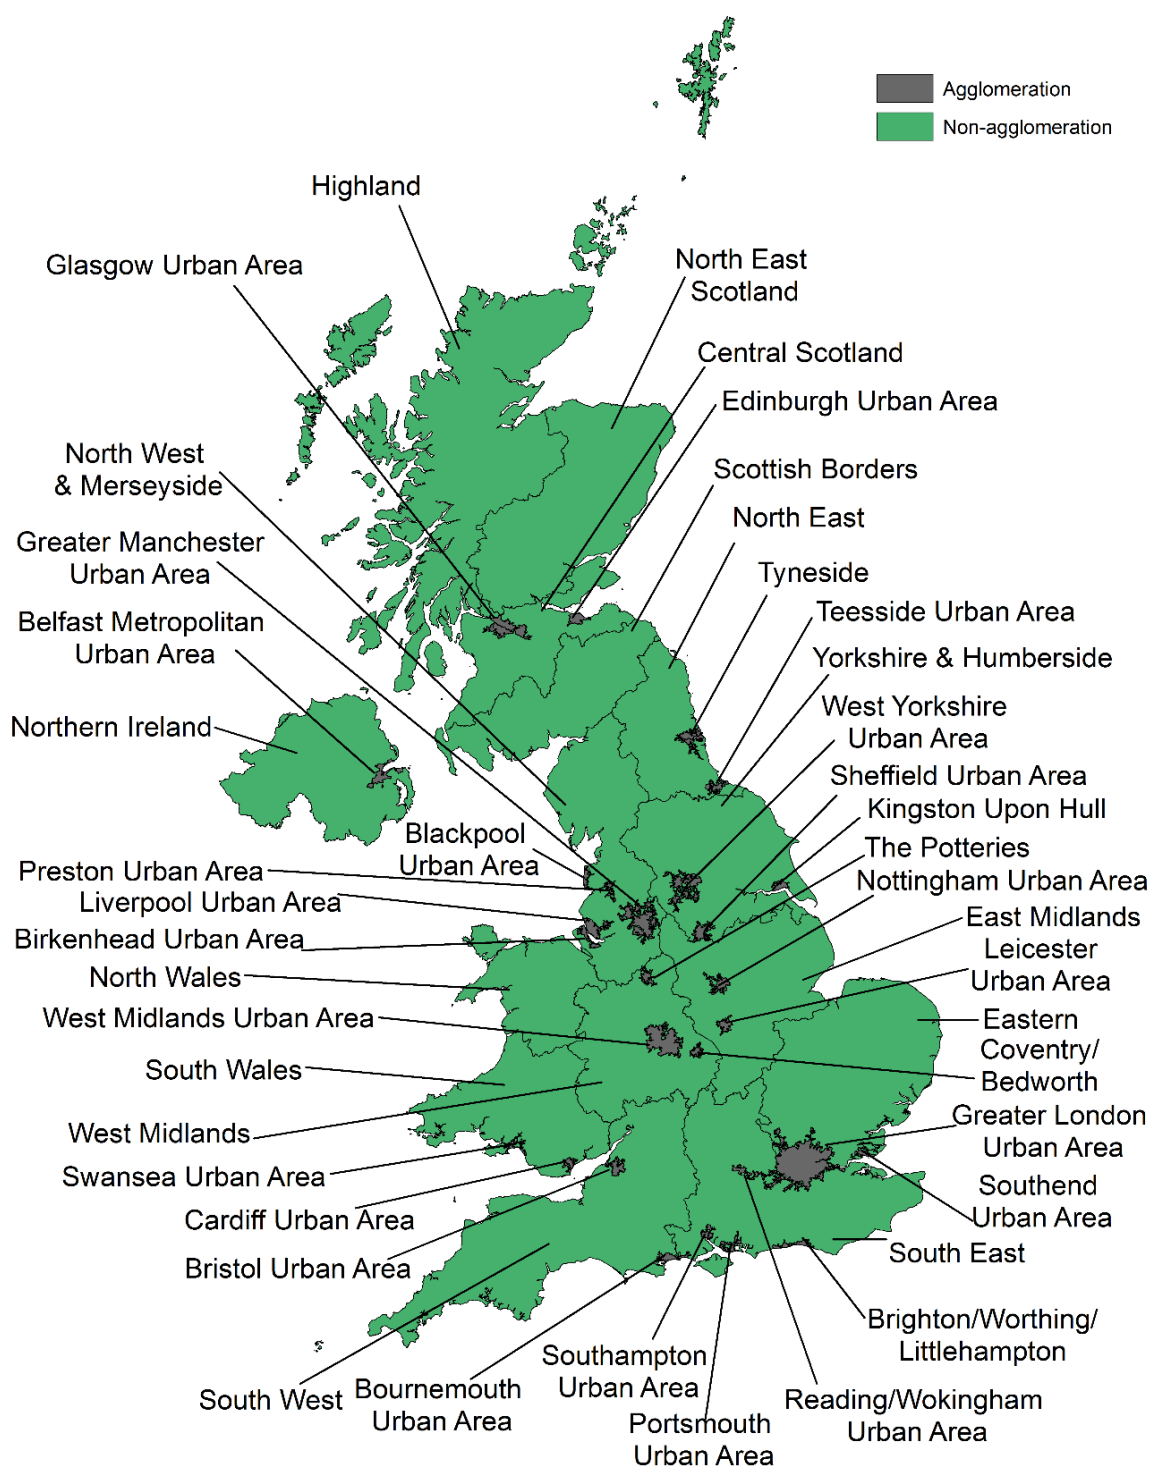 Agglomeration
Non-agglomeration
Highland
Glasgow Urban Area
North East
Scotland
Central Scotland
Edinburgh Urban Area
North West
& Merseyside
Scottish Borders
North East
Greater Manchester
Urban Area
Tyneside
Belfast Metropolitan
Urban Area
Teesside Urban Area
Yorkshire & Humberside
Northern Ireland
West Yorkshire
Urban Area
Sheffield Urban Area
Kingston Upon Hull
Blackpool
Urban Area
The Potteries
Preston Urban Area
Nottingham Urban Area
Liverpool Urban Area
East Midlands
Birkenhead Urban Area
Leicester
Urban Area
North Wales
West Midlands Urban Area
Eastern
Coventry/
Bedworth
South Wales
Greater London
Urban Area
West Midlands
Swansea Urban Area
Southend
Urban Area
Cardiff Urban Area
South East
Bristol Urban Area
Brighton/Worthing/
Littlehampton
Southampton
Urban Area
South West
Bournemouth
Urban Area
Reading/Wokingham
Urban Area
Portsmouth
Urban Area